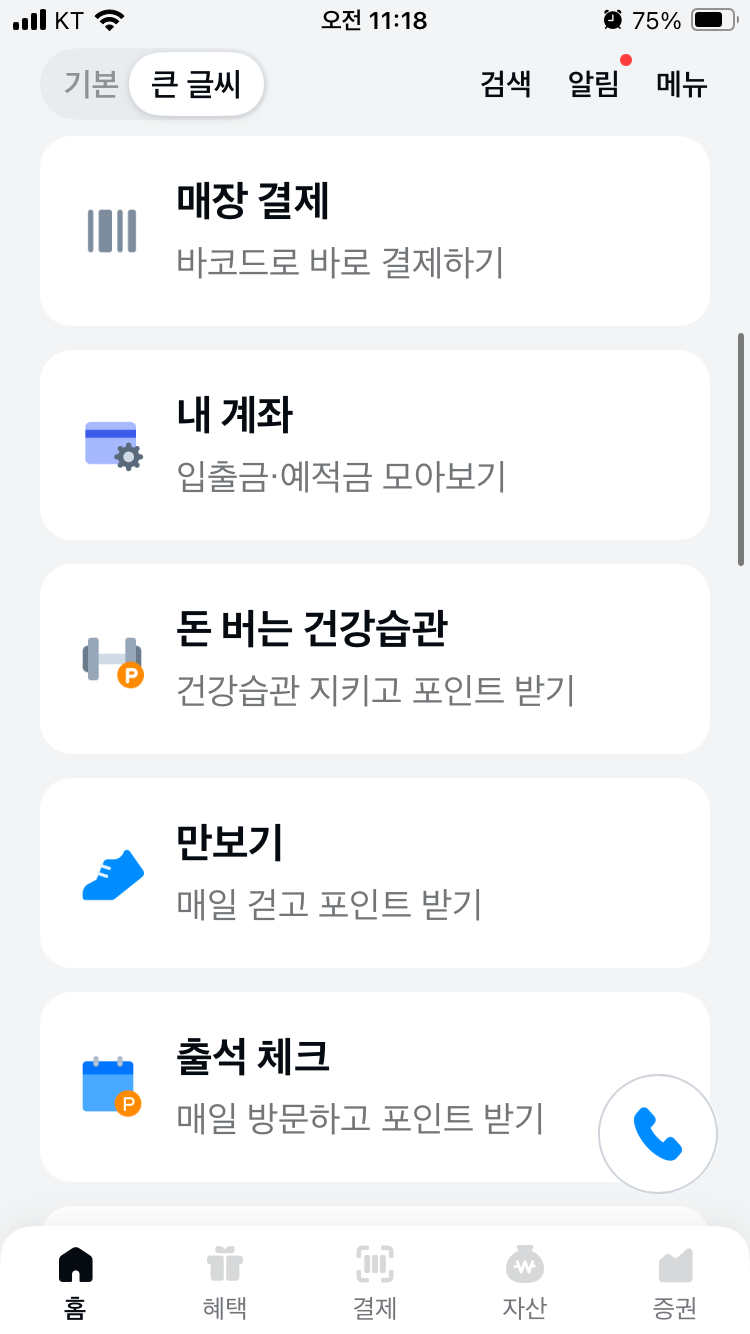 KT 오전 11:18 75%
기본 큰 글씨 검색 알림 메뉴
매장 결제
바코드로 바로 결제하기
내 계좌
입출금·예적금 모아보기
돈 버는 건강습관
P
건강습관 지키고 포인트 받기
만보기
매일 걷고 포인트 받기
출석 체크
P
매일 방문하고 포인트 받기
홈 혜택 결제 자산 증권